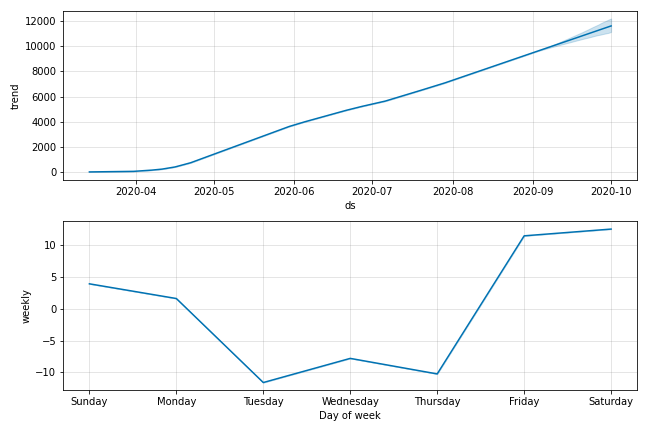 12000
10000
8000
6000
4000
2000
0
trend
2020-04 2020-05 2020-06 2020-07 2020-08 2020-09 2020-10
ds
10
5
0
−5
−10
weekly
Sunday Monday Tuesday Wednesday Thursday Friday Saturday
Day of week